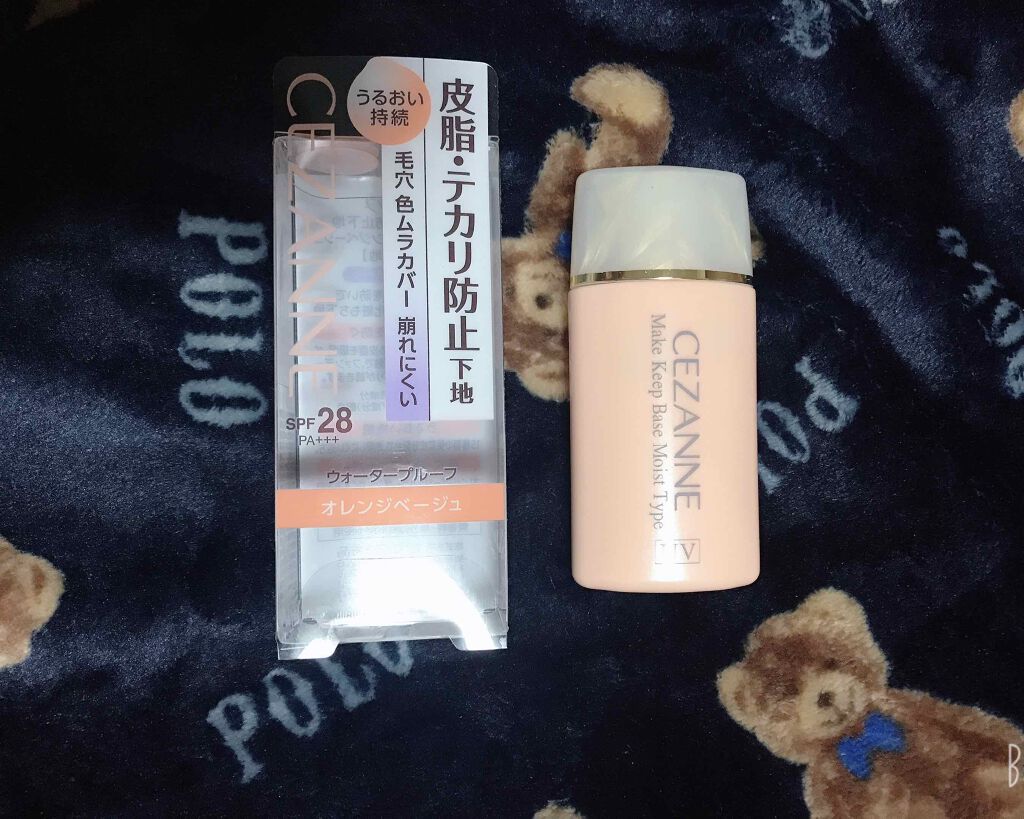 うるおい
持続
皮脂・テカリ防止下地
毛穴 色ムラカバー 崩れにくい
CEZANNE
SPF28
PA+++
ウォータープルーフ
オレンジベージュ
CEZANNE
Make Keep Base Moist Type
UV
POLO
POLO
POLO
B